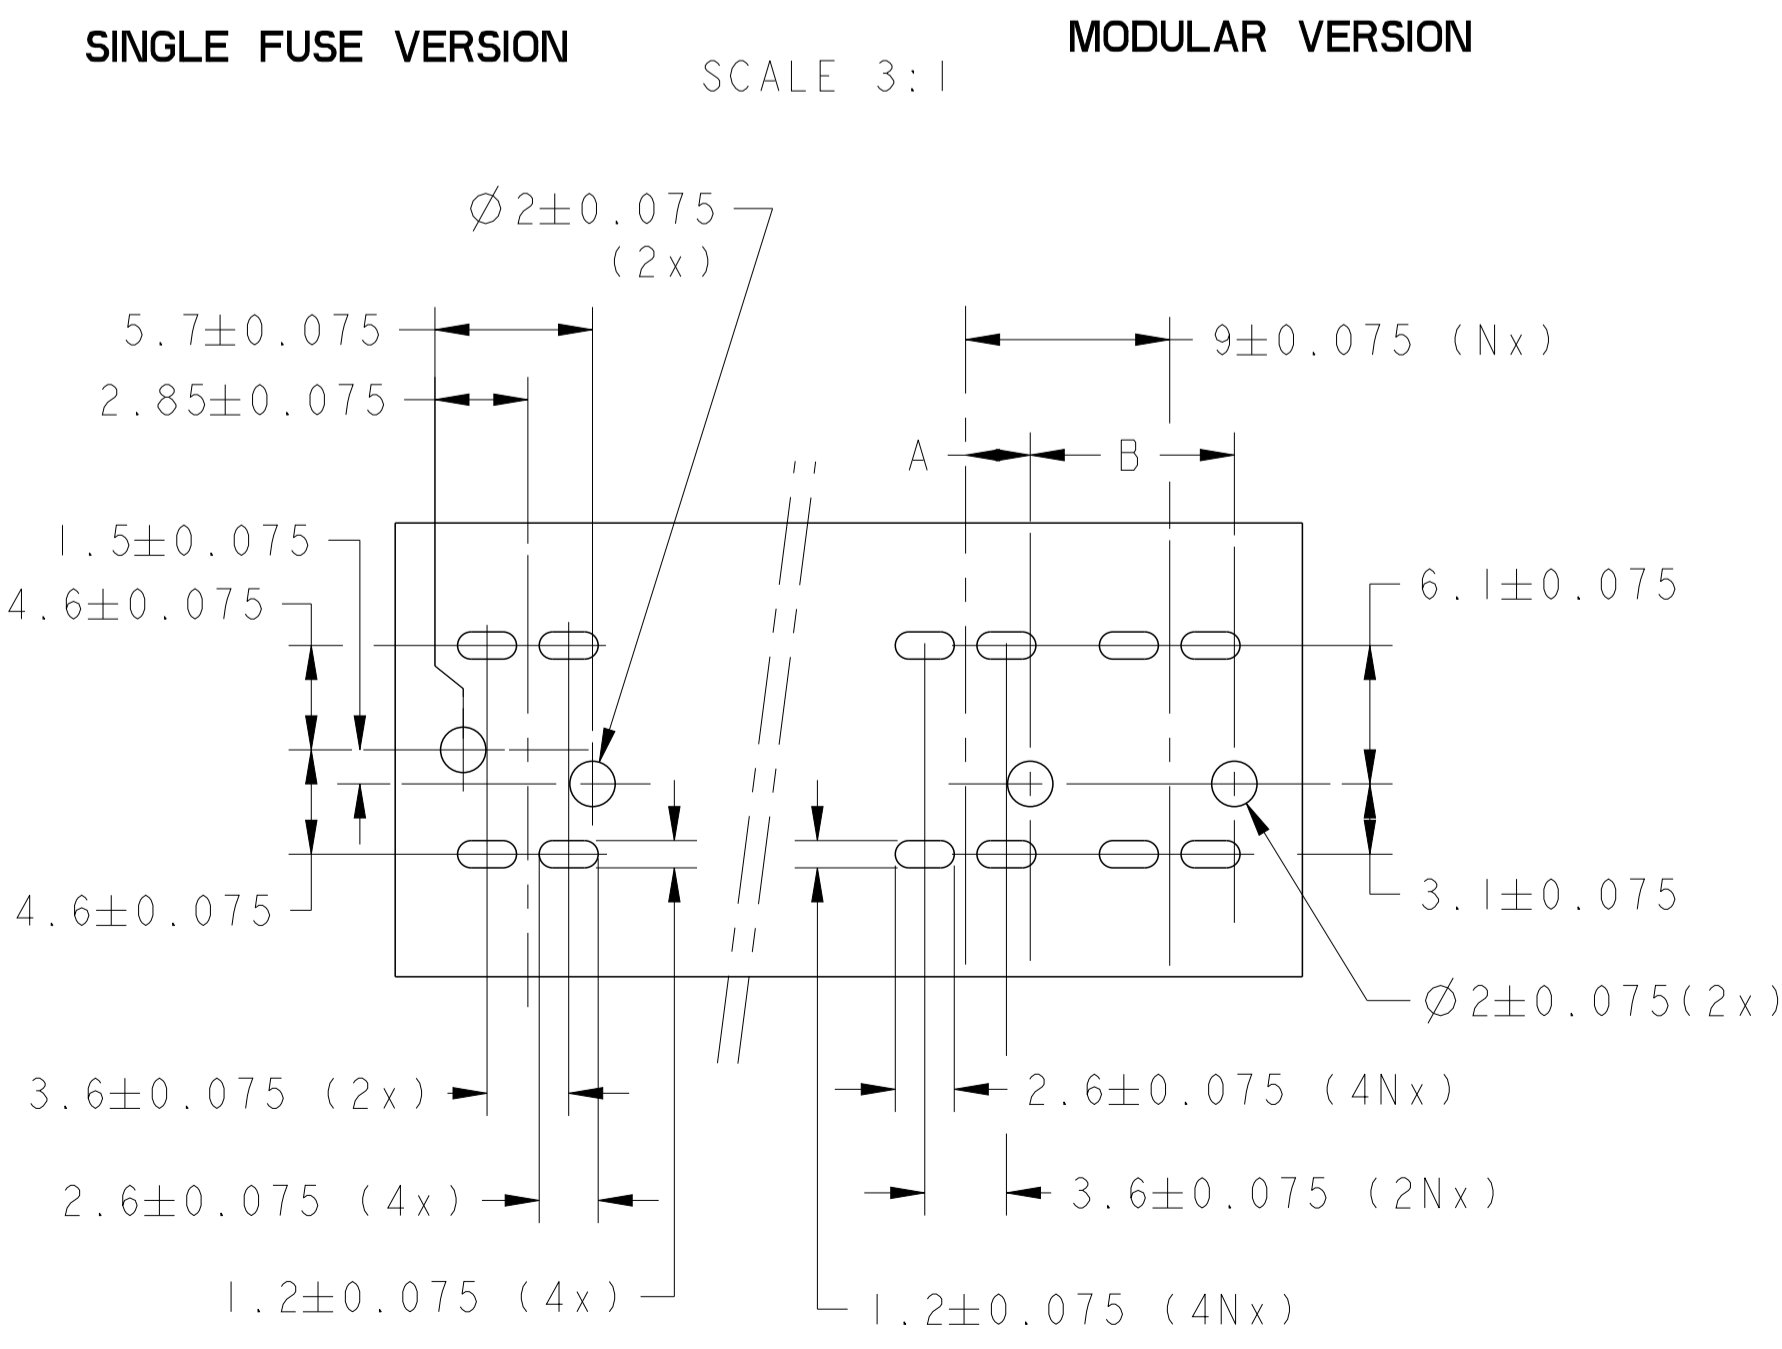 SINGLE FUSE VERSION
MODULAR VERSION
SCALE 3:1
Ø2±0.075
(2x)
5.7±0.075
9±0.075 (Nx)
2.85±0.075
A
B
1.5±0.075
4.6±0.075
6.1±0.075
4.6±0.075
3.1±0.075
Ø2±0.075(2x)
3.6±0.075 (2x)
2.6±0.075 (4Nx)
2.6±0.075 (4x)
3.6±0.075 (2Nx)
1.2±0.075 (4x)
1.2±0.075 (4Nx)